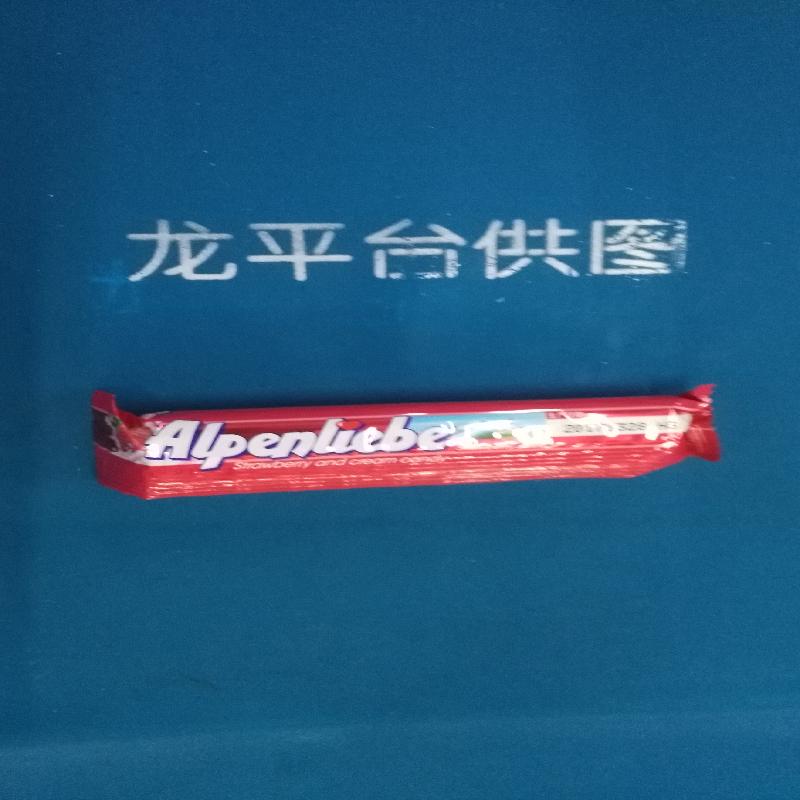 龙平台供图
Alpenliebe
Strawberry and cream candy